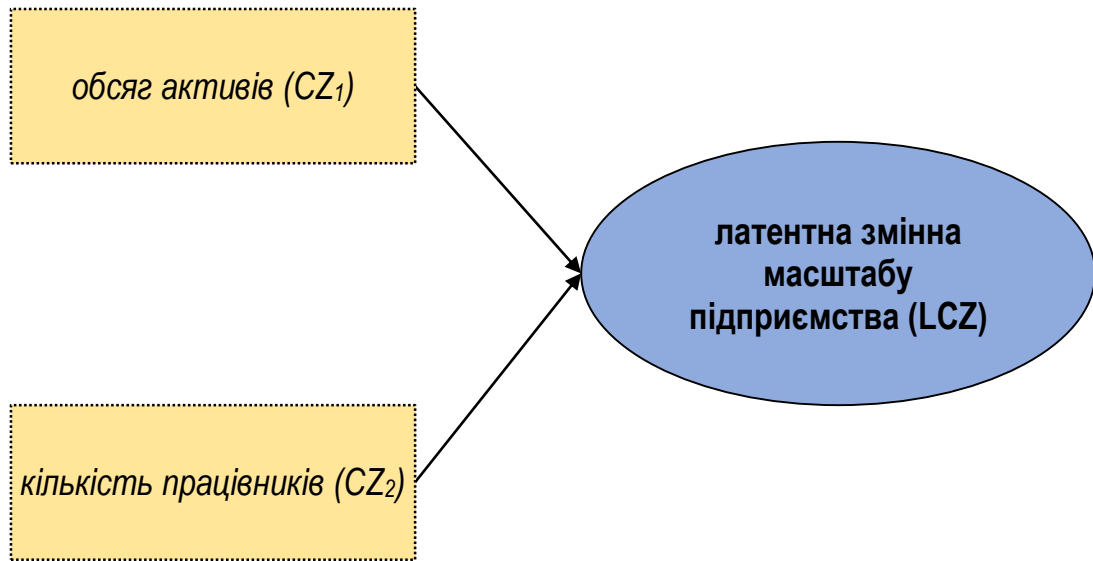 обсяг активів (CZ₁)
латентна змінна
масштабу
підприємства (LCZ)
кількість працівників (CZ₂)